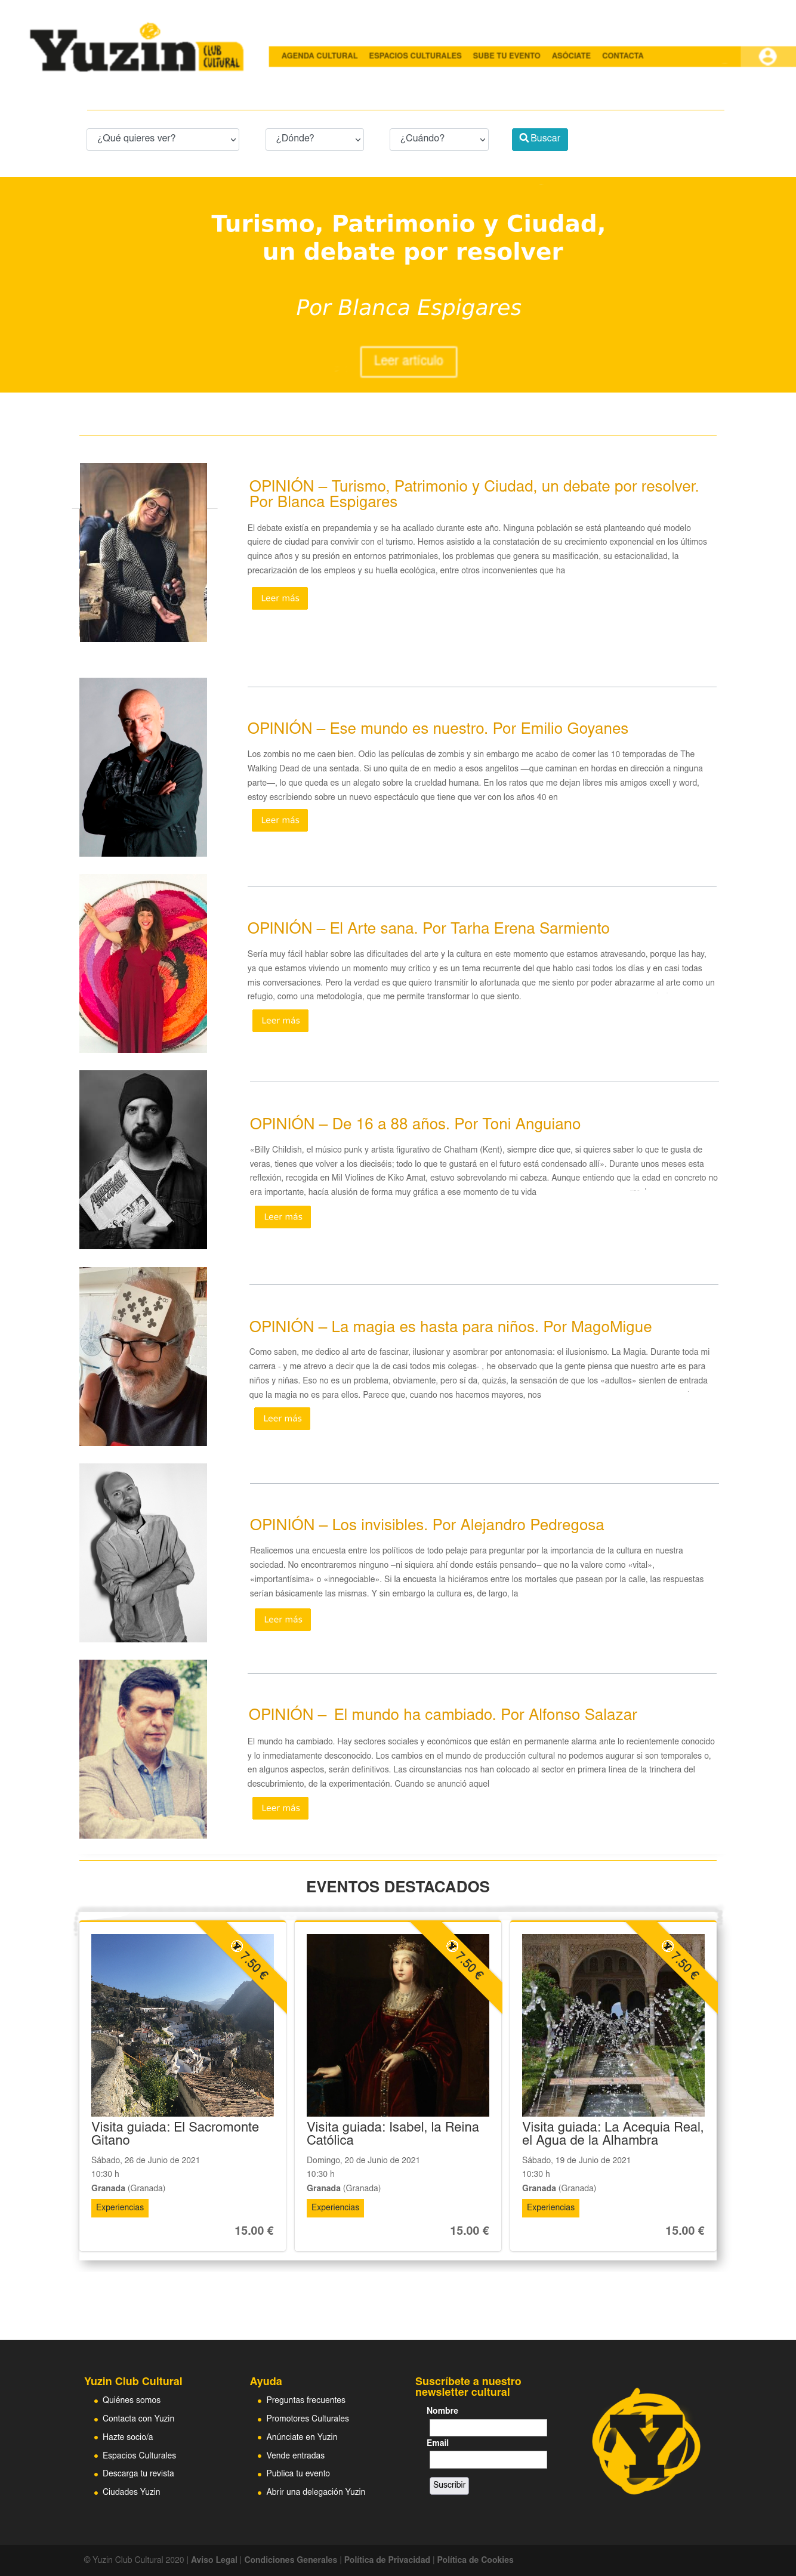 Yuzin CLUB CULTURAL
AGENDA CULTURAL ESPACIOS CULTURALES SUBE TU EVENTO ASÓCIATE CONTACTA
¿Qué quieres ver? ¿Dónde? ¿Cuándo? Buscar
Turismo, Patrimonio y Ciudad,
un debate por resolver
Por Blanca Espigares
Leer artículo
OPINIÓN – Turismo, Patrimonio y Ciudad, un debate por resolver.
Por Blanca Espigares
El debate existía en prepandemia y se ha acallado durante este año. Ninguna población se está planteando qué modelo
quiere de ciudad para convivir con el turismo. Hemos asistido a la constatación de su crecimiento exponencial en los últimos
quince años y su presión en entornos patrimoniales, los problemas que genera su masificación, su estacionalidad, la
precarización de los empleos y su huella ecológica, entre otros inconvenientes que ha
Leer más
OPINIÓN – Ese mundo es nuestro. Por Emilio Goyanes
Los zombis no me caen bien. Odio las películas de zombis y sin embargo me acabo de comer las 10 temporadas de The
Walking Dead de una sentada. Si uno quita de en medio a esos angelitos —que caminan en hordas en dirección a ninguna
parte—, lo que queda es un alegato sobre la crueldad humana. En los ratos que me dejan libres mis amigos excell y word,
estoy escribiendo sobre un nuevo espectáculo que tiene que ver con los años 40 en
Leer más
OPINIÓN – El Arte sana. Por Tarha Erena Sarmiento
Sería muy fácil hablar sobre las dificultades del arte y la cultura en este momento que estamos atravesando, porque las hay,
ya que estamos viviendo un momento muy crítico y es un tema recurrente del que hablo casi todos los días y en casi todas
mis conversaciones. Pero la verdad es que quiero transmitir lo afortunada que me siento por poder abrazarme al arte como un
refugio, como una metodología, que me permite transformar lo que siento.
Leer más
OPINIÓN – De 16 a 88 años. Por Toni Anguiano
«Billy Childish, el músico punk y artista figurativo de Chatham (Kent), siempre dice que, si quieres saber lo que te gusta de
veras, tienes que volver a los dieciséis; todo lo que te gustará en el futuro está condensado allí». Durante unos meses esta
reflexión, recogida en Mil Violines de Kiko Amat, estuvo sobrevolando mi cabeza. Aunque entiendo que la edad en concreto no
era importante, hacía alusión de forma muy gráfica a ese momento de tu vida
Leer más
OPINIÓN – La magia es hasta para niños. Por MagoMigue
Como saben, me dedico al arte de fascinar, ilusionar y asombrar por antonomasia: el ilusionismo. La Magia. Durante toda mi
carrera - y me atrevo a decir que la de casi todos mis colegas- , he observado que la gente piensa que nuestro arte es para
niños y niñas. Eso no es un problema, obviamente, pero sí da, quizás, la sensación de que los «adultos» sienten de entrada
que la magia no es para ellos. Parece que, cuando nos hacemos mayores, nos
Leer más
OPINIÓN – Los invisibles. Por Alejandro Pedregosa
Realicemos una encuesta entre los políticos de todo pelaje para preguntar por la importancia de la cultura en nuestra
sociedad. No encontraremos ninguno –ni siquiera ahí donde estáis pensando– que no la valore como «vital»,
«importantísima» o «innegociable». Si la encuesta la hiciéramos entre los mortales que pasean por la calle, las respuestas
serían básicamente las mismas. Y sin embargo la cultura es, de largo, la
Leer más
OPINIÓN – El mundo ha cambiado. Por Alfonso Salazar
El mundo ha cambiado. Hay sectores sociales y económicos que están en permanente alarma ante lo recientemente conocido
y lo inmediatamente desconocido. Los cambios en el mundo de producción cultural no podemos augurar si son temporales o,
en algunos aspectos, serán definitivos. Las circunstancias nos han colocado al sector en primera línea de la trinchera del
descubrimiento, de la experimentación. Cuando se anunció aquel
Leer más
EVENTOS DESTACADOS
7.50 €
Visita guiada: El Sacromonte
Gitano
Sábado, 26 de Junio de 2021
10:30 h
Granada (Granada)
Experiencias
15.00 €
7.50 €
Visita guiada: Isabel, la Reina
Católica
Domingo, 20 de Junio de 2021
10:30 h
Granada (Granada)
Experiencias
15.00 €
7.50 €
Visita guiada: La Acequia Real,
el Agua de la Alhambra
Sábado, 19 de Junio de 2021
10:30 h
Granada (Granada)
Experiencias
15.00 €
Yuzin Club Cultural
Quiénes somos
Contacta con Yuzin
Hazte socio/a
Espacios Culturales
Descarga tu revista
Ciudades Yuzin
Ayuda
Preguntas frecuentes
Promotores Culturales
Anúnciate en Yuzin
Vende entradas
Publica tu evento
Abrir una delegación Yuzin
Suscríbete a nuestro
newsletter cultural
Nombre
Email
Suscribir
Y
© Yuzin Club Cultural 2020 | Aviso Legal | Condiciones Generales | Política de Privacidad | Política de Cookies